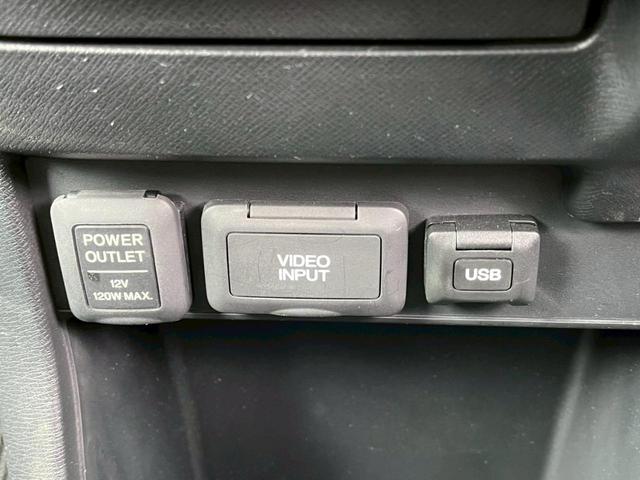 POWER
OUTLET
12V
120W MAX.
VIDEO
INPUT
USB